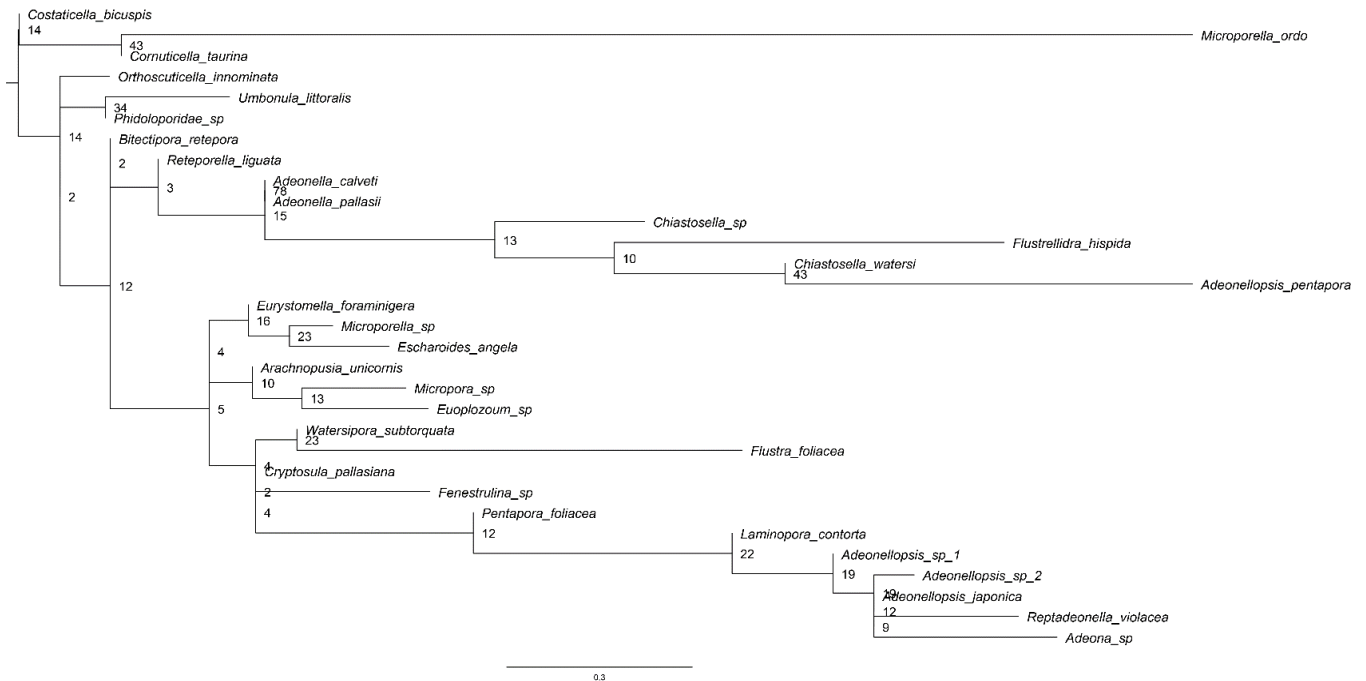 Costaticella_bicuspis
14
Microporella_ordo
43
Cornuticella_taurina
Orthoscuticella_innominata
Umbonula_littoralis
34
Phidoloporidae_sp
14
Bitectipora_retepora
2
Reteporella_liguata
3
2
Adeonella_calveti
78
Adeonella_pallasii
15
Chiastosella_sp
13
Flustrellidra_hispida
10
Chiastosella_watersi
43
Adeonellopsis_pentapora
12
Eurystomella_foraminigera
16
Microporella_sp
23
Escharoides_angela
4
Arachnopusia_unicornis
10
Micropora_sp
13
Euoplozoum_sp
5
Watersipora_subtorquata
23
Flustra_foliacea
4
Cryptosula_pallasiana
2
Fenestrulina_sp
4
Pentapora_foliacea
12
Laminopora_contorta
22
Adeonellopsis_sp_1
19
Adeonellopsis_sp_2
Adeonellopsis_japonica
12
Reptadeonella_violacea
9
Adeona_sp
0.3